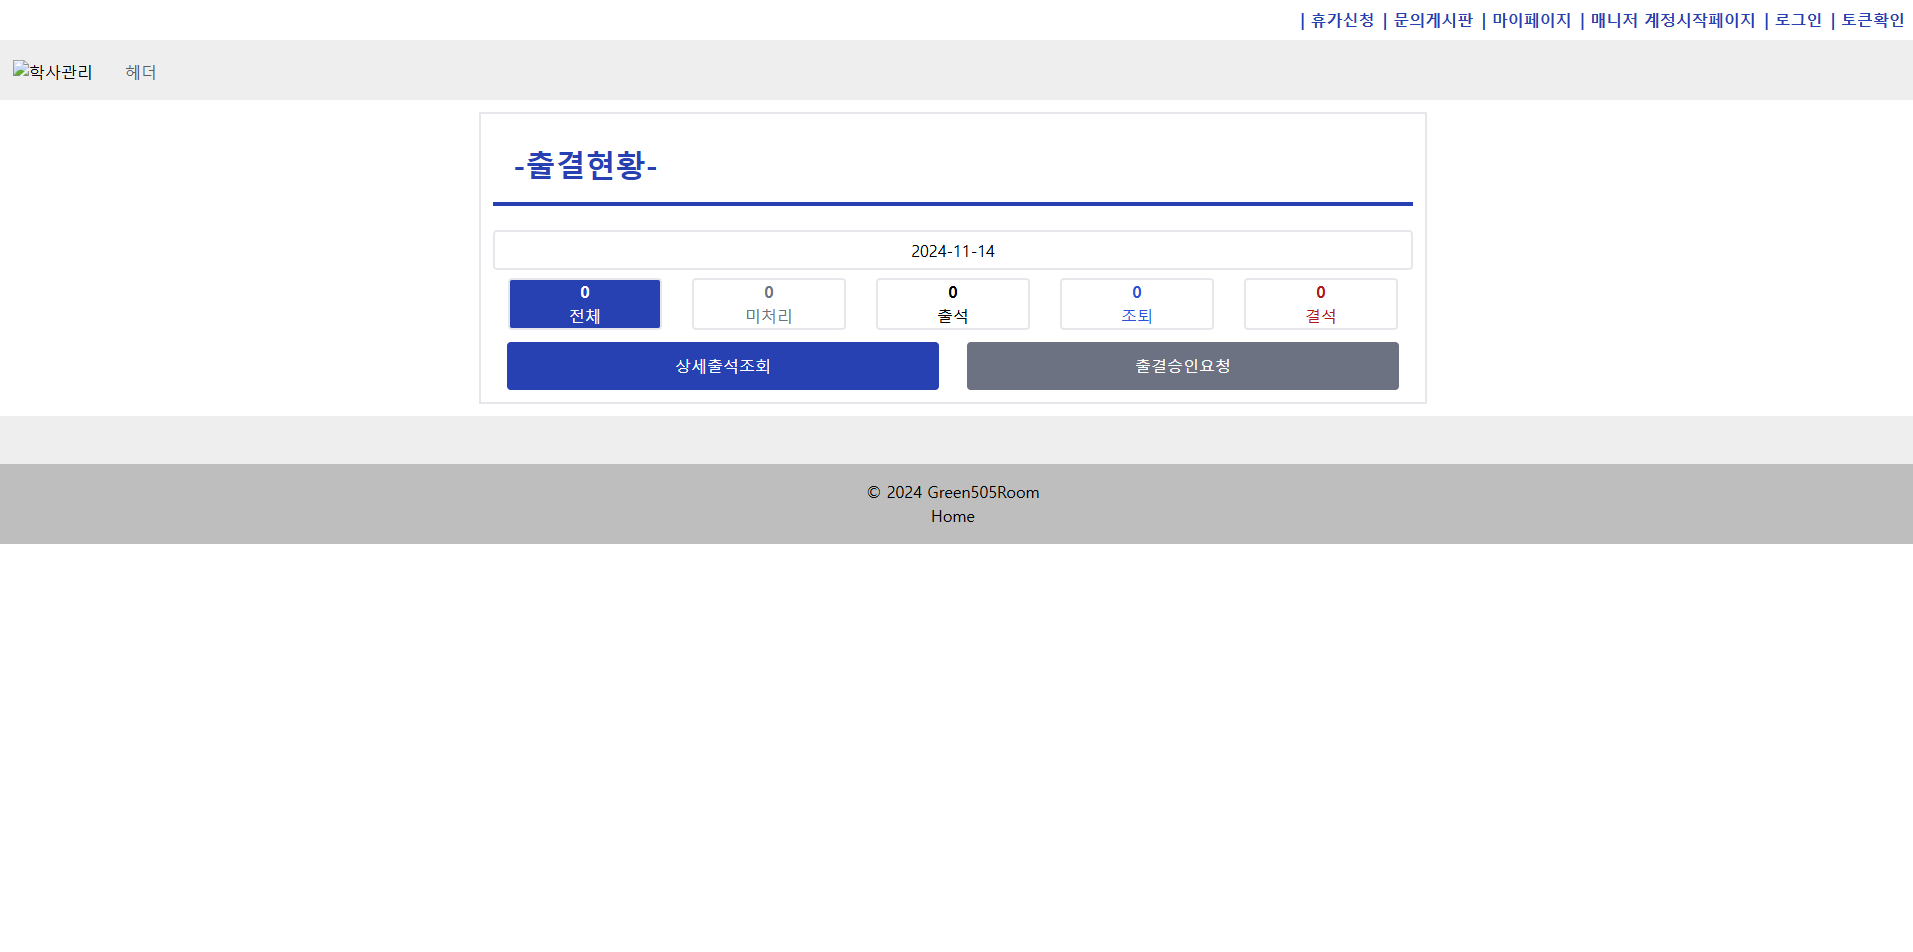 | 휴가신청 | 문의게시판 | 마이페이지 | 매니저 계정시작페이지 | 로그인 | 토큰확인
학사관리 헤더
-출결현황-
2024-11-14
0 0 0 0 0
전체 미처리 출석 조퇴 결석
상세출석조회 출결승인요청
© 2024 Green505Room
Home